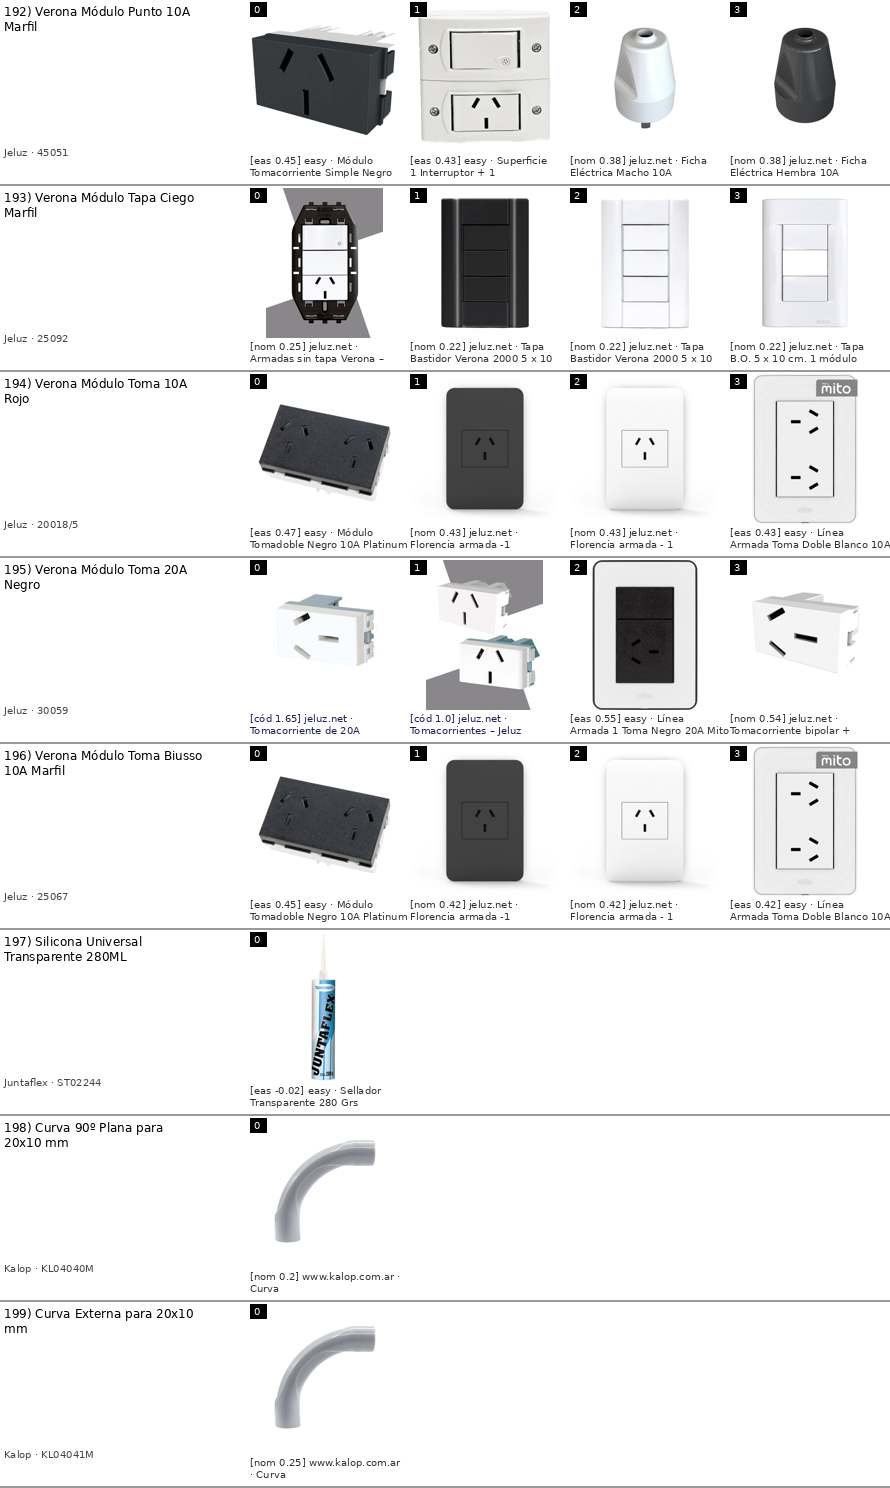 192) Verona Módulo Punto 10A
Marfil
Jeluz · 45051
0
[eas 0.45] easy · Módulo
Tomacorriente Simple Negro
1
[eas 0.43] easy · Superficie
1 Interruptor + 1
2
[nom 0.38] jeluz.net · Ficha
Eléctrica Macho 10A
3
[nom 0.38] jeluz.net · Ficha
Eléctrica Hembra 10A
193) Verona Módulo Tapa Ciego
Marfil
Jeluz · 25092
0
[nom 0.25] jeluz.net ·
Armadas sin tapa Verona –
1
[nom 0.22] jeluz.net · Tapa
Bastidor Verona 2000 5 x 10
2
[nom 0.22] jeluz.net · Tapa
Bastidor Verona 2000 5 x 10
3
[nom 0.22] jeluz.net · Tapa
B.O. 5 x 10 cm. 1 módulo
194) Verona Módulo Toma 10A
Rojo
Jeluz · 20018/5
0
[eas 0.47] easy · Módulo
Tomadoble Negro 10A Platinum
1
[nom 0.43] jeluz.net ·
Florencia armada -1
2
[nom 0.43] jeluz.net ·
Florencia armada - 1
3
mito
[eas 0.43] easy · Línea
Armada Toma Doble Blanco 10A
195) Verona Módulo Toma 20A
Negro
Jeluz · 30059
0
[cód 1.65] jeluz.net ·
Tomacorriente de 20A
1
[cód 1.0] jeluz.net ·
Tomacorrientes – Jeluz
2
[eas 0.55] easy · Línea
Armada 1 Toma Negro 20A Mito
3
[nom 0.54] jeluz.net ·
Tomacorriente bipolar +
196) Verona Módulo Toma Biusso
10A Marfil
Jeluz · 25067
0
[eas 0.45] easy · Módulo
Tomadoble Negro 10A Platinum
1
[nom 0.42] jeluz.net ·
Florencia armada -1
2
[nom 0.42] jeluz.net ·
Florencia armada - 1
3
mito
[eas 0.42] easy · Línea
Armada Toma Doble Blanco 10A
197) Silicona Universal
Transparente 280ML
Juntaflex · ST02244
0
JUNTAFLEX
[eas -0.02] easy · Sellador
Transparente 280 Grs
198) Curva 90º Plana para
20x10 mm
Kalop · KL04040M
0
[nom 0.2] www.kalop.com.ar ·
Curva
199) Curva Externa para 20x10
mm
Kalop · KL04041M
0
[nom 0.25] www.kalop.com.ar
· Curva